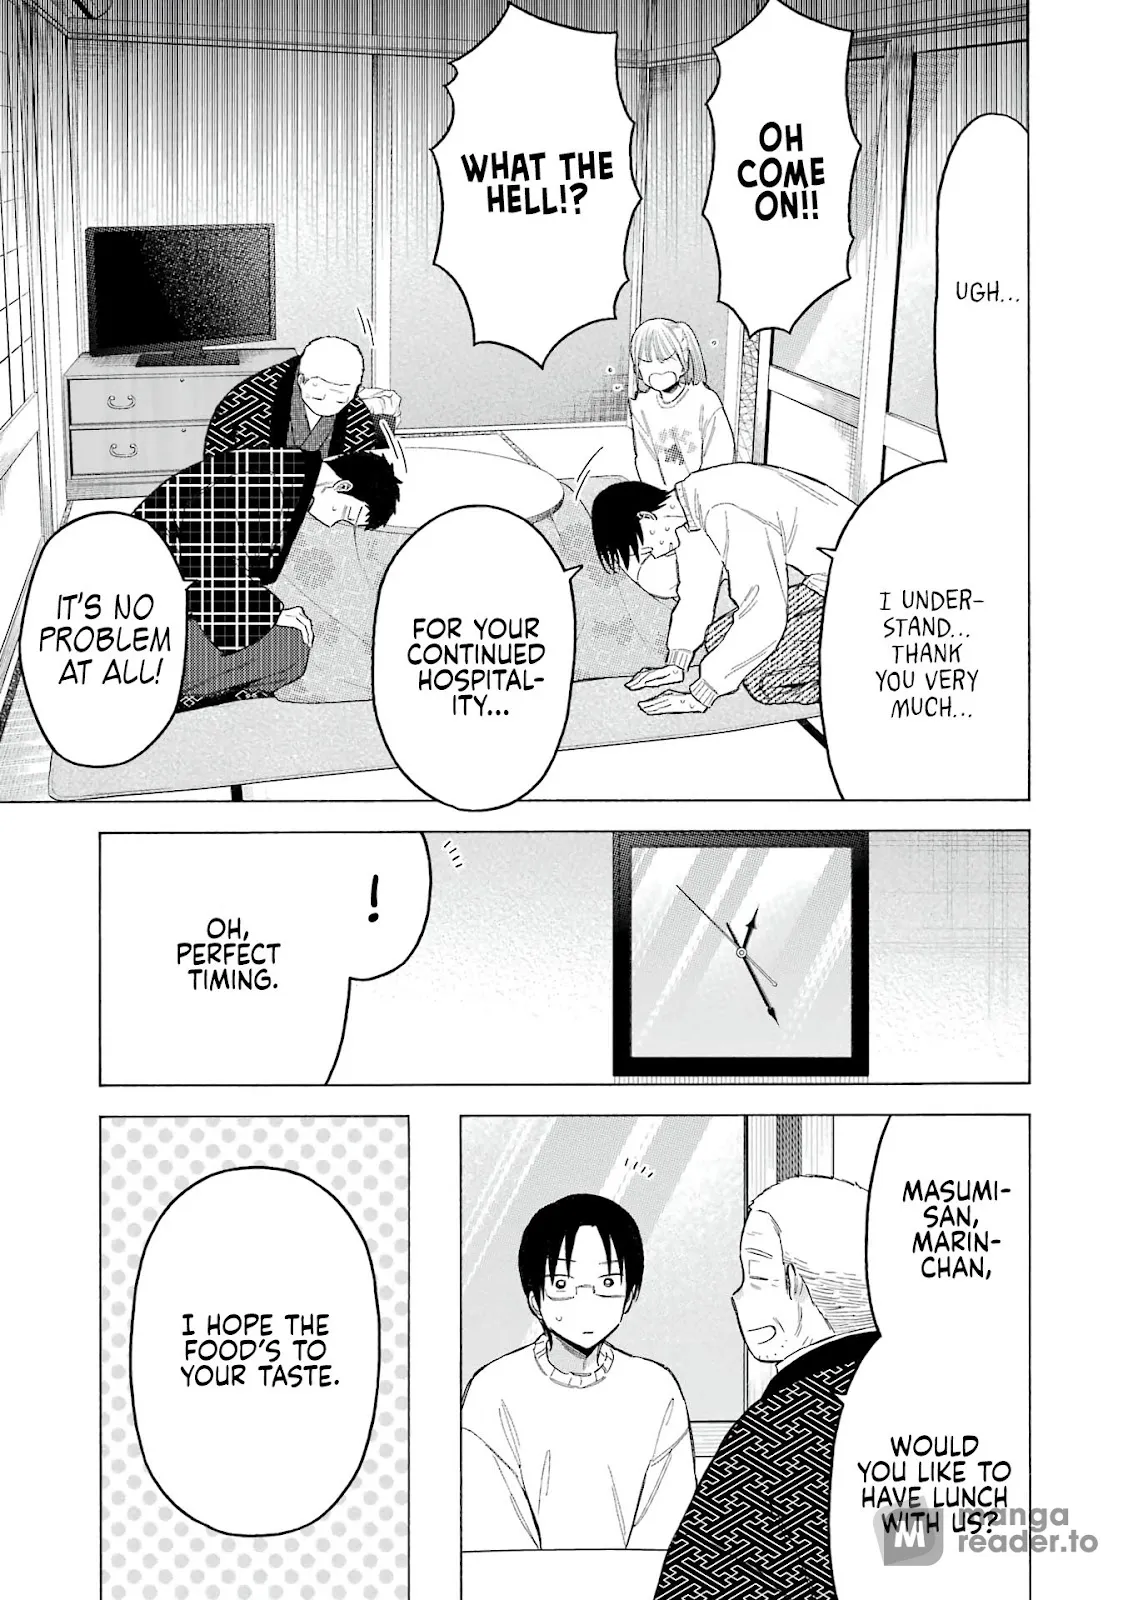 UGH...
I UNDER-
STAND...
THANK
YOU VERY
MUCH...
OH
COME
ON!!
WHAT THE
HELL!?
FOR YOUR
CONTINUED
HOSPITAL-
ITY...
IT'S NO
PROBLEM
AT ALL!
!
OH,
PERFECT
TIMING.
MASUMI-
SAN,
MARIN-
CHAN,
WOULD
YOU LIKE TO
HAVE LUNCH
WITH US?
I HOPE THE
FOOD'S TO
YOUR TASTE.
M manga
reader.to